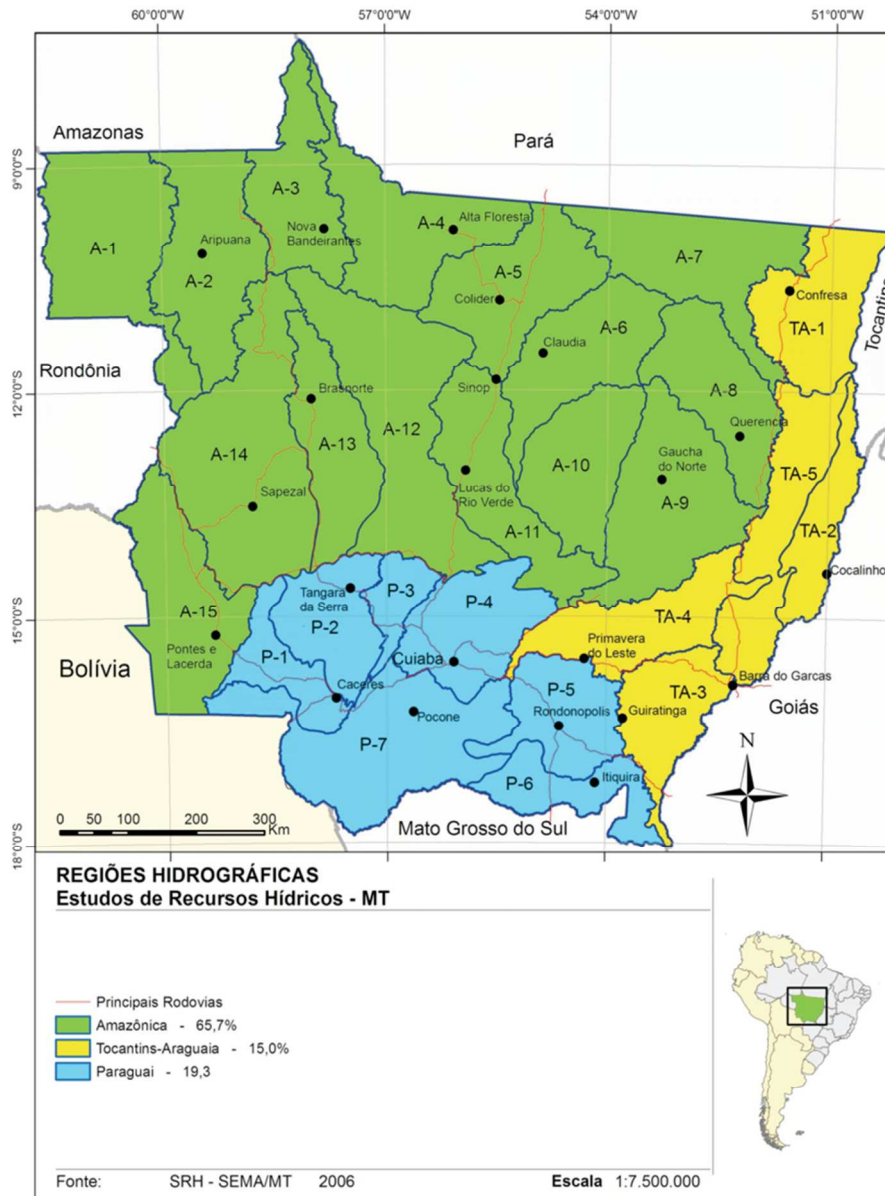 60°0'0"W 57°0'0"W 54°0'0"W 51°0'0"W
Amazonas
Pará
9°0'0"S
A-3
Nova
Bandeirantes
A-4
Alta Floresta
A-1
Aripuana
A-2
A-5
Colider
A-7
Confresa
TA-1
Tocantins
A-6
Claudia
Rondônia
12°0'0"S
Brasnorte
Sinop
A-8
Querencia
A-14
A-13
A-12
A-10
Gaucha
do Norte
A-9
Sapezal
Lucas do
Rio Verde
TA-5
TA-2
A-11
Cocalinho
Tangara
da Serra
P-3
P-4
15°0'0"S
A-15
Pontes e
Lacerda
P-2
P-1
Cuiaba
TA-4
Primavera
do Leste
Bolívia
Caceres
Pocone
P-5
Rondonopolis
TA-3
Guiratinga
Barra do Garcas
Goiás
P-7
P-6
Itiquira
N
0 50 100 200 300
Km
Mato Grosso do Sul
18°0'0"S
REGIÕES HIDROGRÁFICAS
Estudos de Recursos Hídricos - MT
Principais Rodovias
Amazônica - 65,7%
Tocantins-Araguaia - 15,0%
Paraguai - 19,3
Fonte: SRH - SEMA/MT 2006 Escala 1:7.500.000